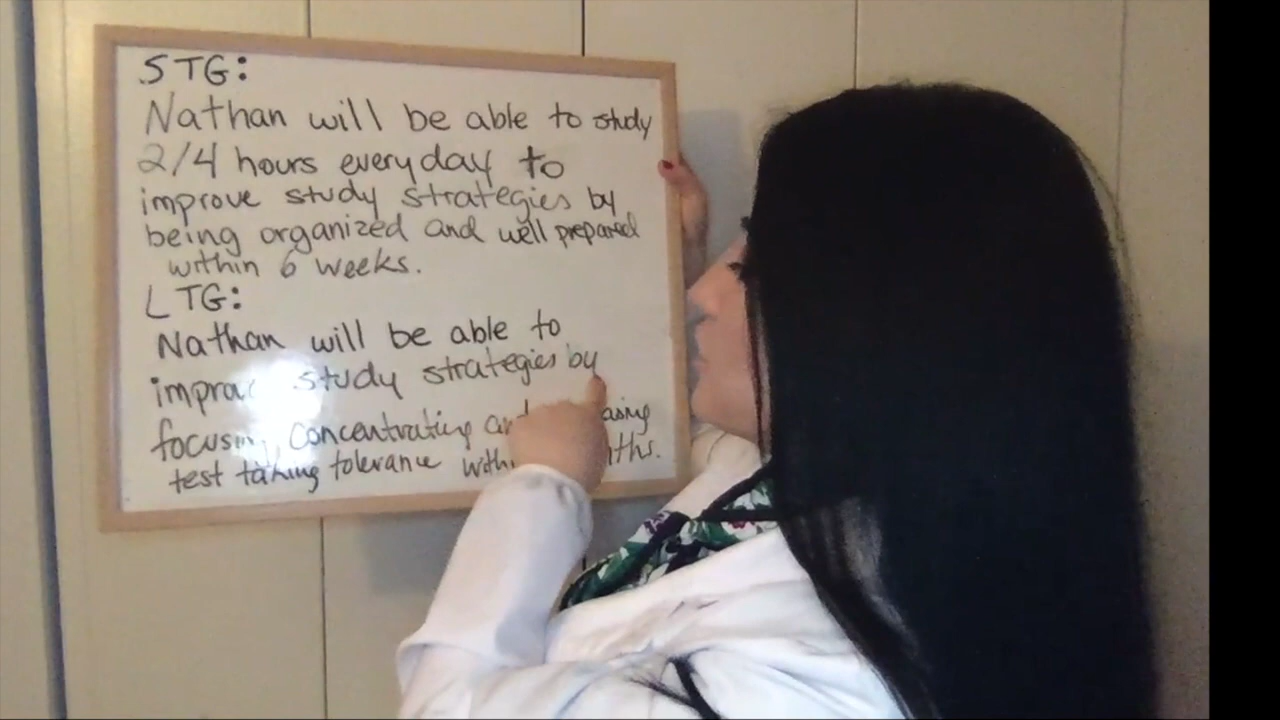 STG:
Nathan will be able to study
2/4 hours everyday to
improve study strategies by
being organized and well prepared
within 6 weeks.
LTG:
Nathan will be able to
study strategies by
focusing concentrating
test taking tolerance